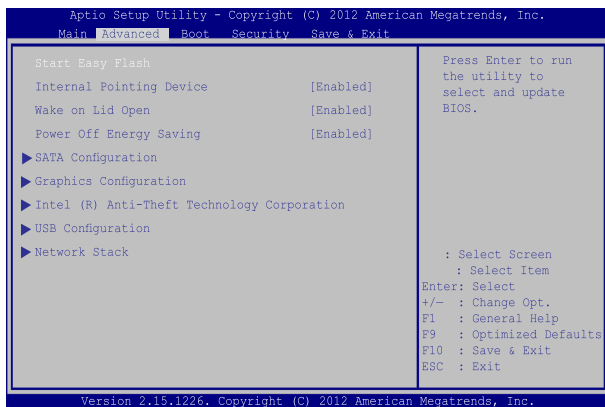 Aptio Setup Utility - Copyright (C) 2012 American Megatrends, Inc.
Main Advanced Boot Security Save & Exit
Start Easy Flash
Internal Pointing Device [Enabled]
Wake on Lid Open [Enabled]
Power Off Energy Saving [Enabled]
SATA Configuration
Graphics Configuration
Intel (R) Anti-Theft Technology Corporation
USB Configuration
Network Stack
Press Enter to run
the utility to
select and update
BIOS.
: Select Screen
: Select Item
Enter: Select
+/— : Change Opt.
F1 : General Help
F9 : Optimized Defaults
F10 : Save & Exit
ESC : Exit
Version 2.15.1226. Copyright (C) 2012 American Megatrends, Inc.